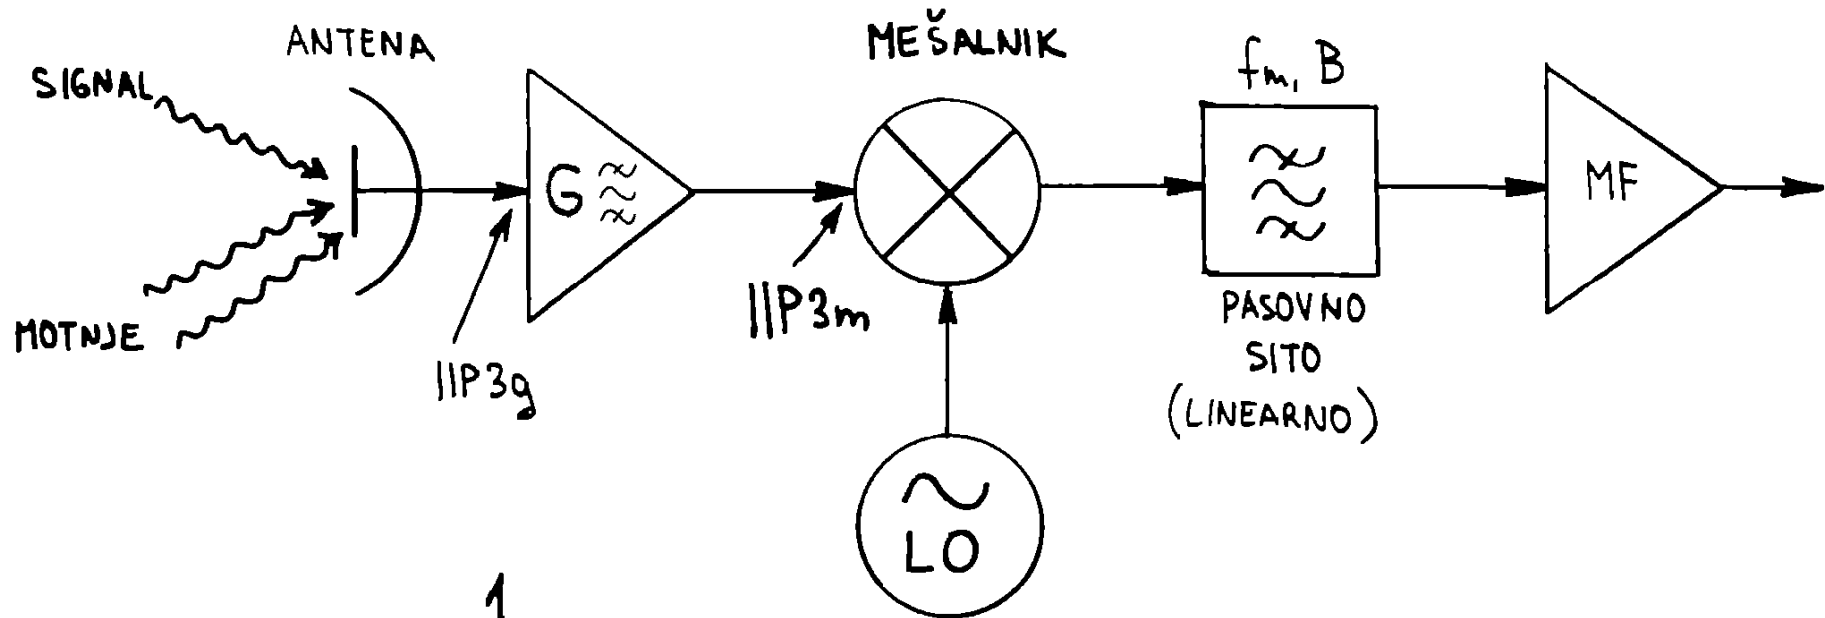 ANTENA
MEŠALNIK
SIGNAL
fm, B
G
MF
MOTNJE
IIP3g
IIP3m
PASOVNO
SITO
(LINEARNO)
LO
1